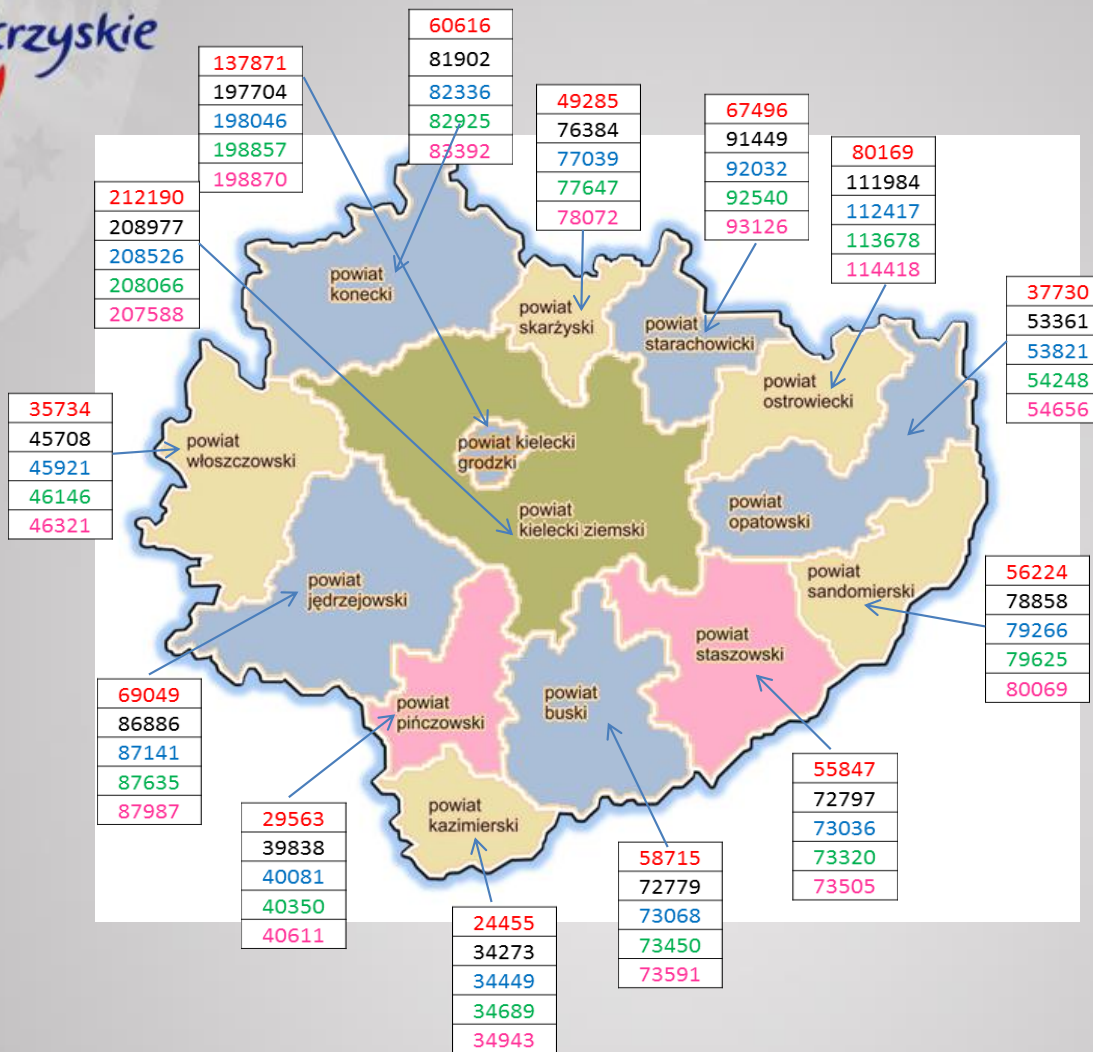 rzyskie
60616
81902
82336
82925
83392
137871
197704
198046
198857
198870
49285
76384
77039
77647
78072
67496
91449
92032
92540
93126
80169
111984
112417
113678
114418
212190
208977
208526
208066
207588
37730
53361
53821
54248
54656
35734
45708
45921
46146
46321
powiat
konecki
powiat
skarżyski
powiat
starachowicki
powiat
ostrowiecki
powiat
włoszczowski
powiat kielecki
grodzki
powiat
kielecki ziemski
powiat
opatowski
powiat
sandomierski
powiat
jędrzejowski
powiat
staszowski
powiat
pińczowski
powiat
buski
powiat
kazimierski
56224
78858
79266
79625
80069
69049
86886
87141
87635
87987
29563
39838
40081
40350
40611
24455
34273
34449
34689
34943
58715
72779
73068
73450
73591
55847
72797
73036
73320
73505